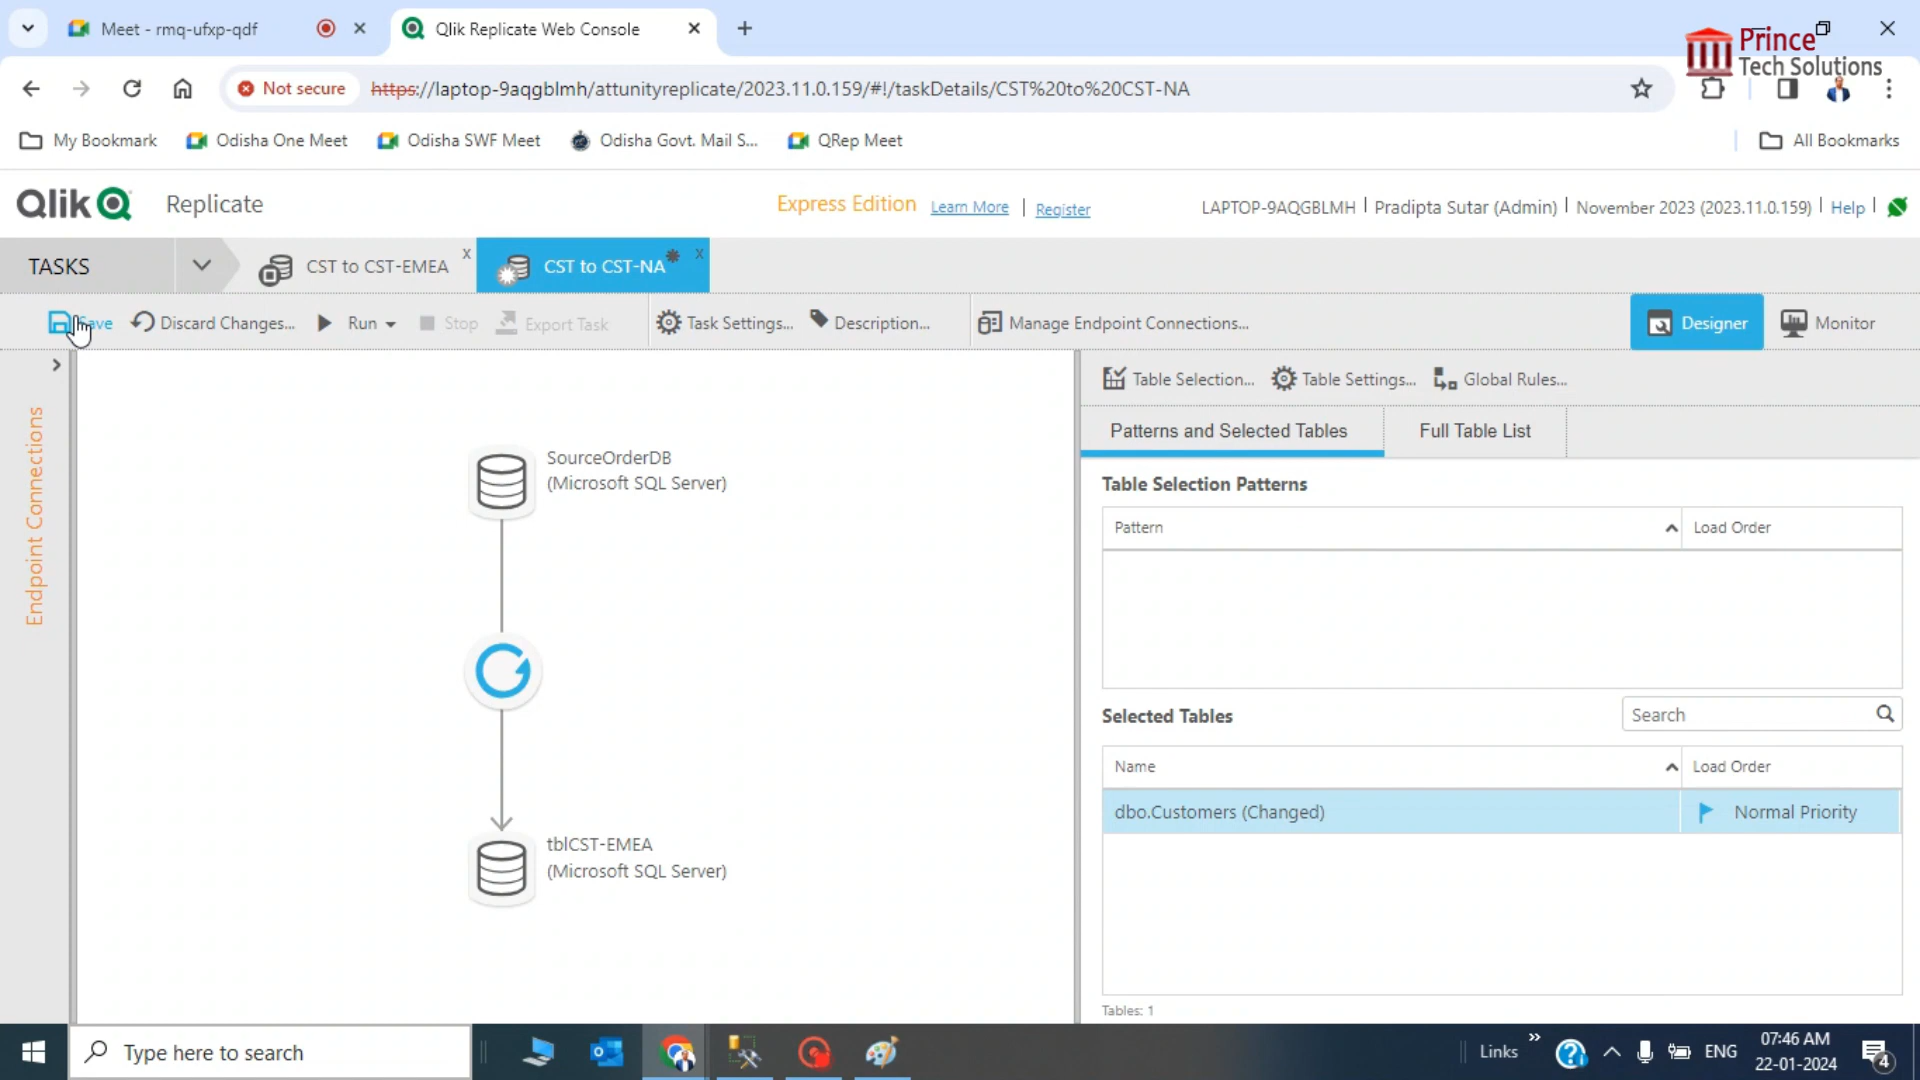 Meet - rmq-ufxp-qdf
Qlik Replicate Web Console
Prince
Tech Solutions
Not secure
https://laptop-9aqgblmh/attunityreplicate/2023.11.0.159/#!/taskDetails/CST%20to%20CST-NA
My Bookmark
Odisha One Meet
Odisha SWF Meet
Odisha Govt. Mail S...
QRep Meet
All Bookmarks
Qlik
Replicate
Express Edition
Learn More
|
Register
LAPTOP-9AQGBLMH | Pradipta Sutar (Admin) | November 2023 (2023.11.0.159) | Help |
TASKS
CST to CST-EMEA
x
CST to CST-NA
*
x
Save
Discard Changes...
Run
Stop
Export Task
Task Settings...
Description...
Manage Endpoint Connections...
Designer
Monitor
Endpoint Connections
SourceOrderDB
(Microsoft SQL Server)
tblCST-EMEA
(Microsoft SQL Server)
Table Selection...
Table Settings...
Global Rules...
Patterns and Selected Tables
Full Table List
Table Selection Patterns
Pattern
Load Order
Selected Tables
Search
Name
Load Order
dbo.Customers (Changed)
Normal Priority
Tables: 1
Type here to search
Links
ENG
07:46 AM
22-01-2024
4